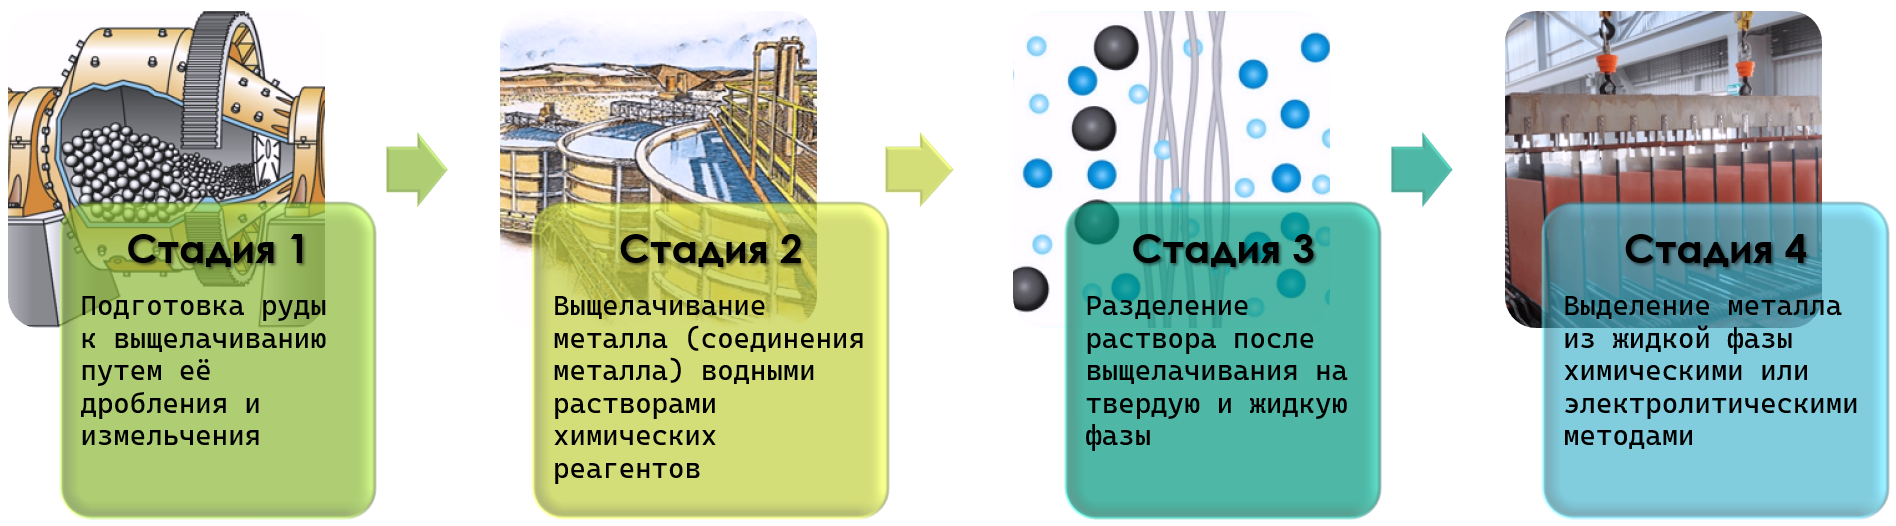 Стадия 1
Подготовка руды
к выщелачиванию
путем её
дробления и
измельчения
Стадия 2
Выщелачивание
металла (соединения
металла) водными
растворами
химических
реагентов
Стадия 3
Разделение
раствора после
выщелачивания на
твердую и жидкую
фазы
Стадия 4
Выделение металла
из жидкой фазы
химическими или
электролитическими
методами